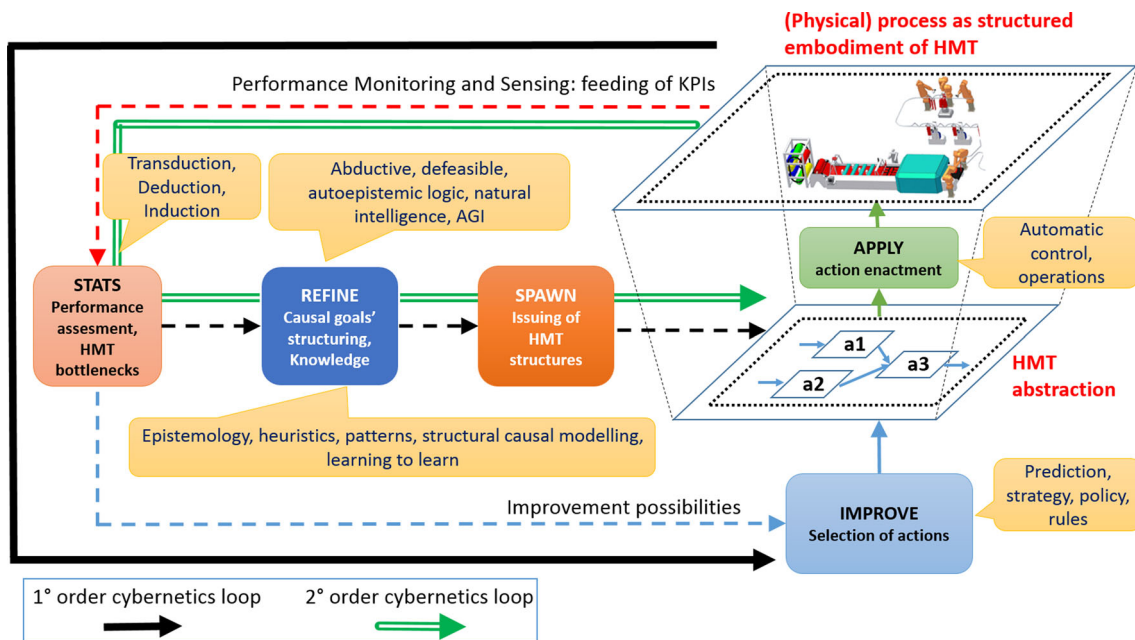 (Physical) process as structured
embodiment of HMT
Performance Monitoring and Sensing: feeding of KPIs
Transduction,
Deduction,
Induction
Abductive, defeasible,
autoepistemic logic, natural
intelligence, AGI
APPLY
action enactment
Automatic
control,
operations
STATS
Performance
assesment,
HMT
bottlenecks
REFINE
Causal goals’
structuring,
Knowledge
SPAWN
Issuing of
HMT
structures
a1
a2
a3
HMT
abstraction
Epistemology, heuristics, patterns, structural causal modelling,
learning to learn
Improvement possibilities
IMPROVE
Selection of actions
Prediction,
strategy, policy,
rules
1° order cybernetics loop
2° order cybernetics loop